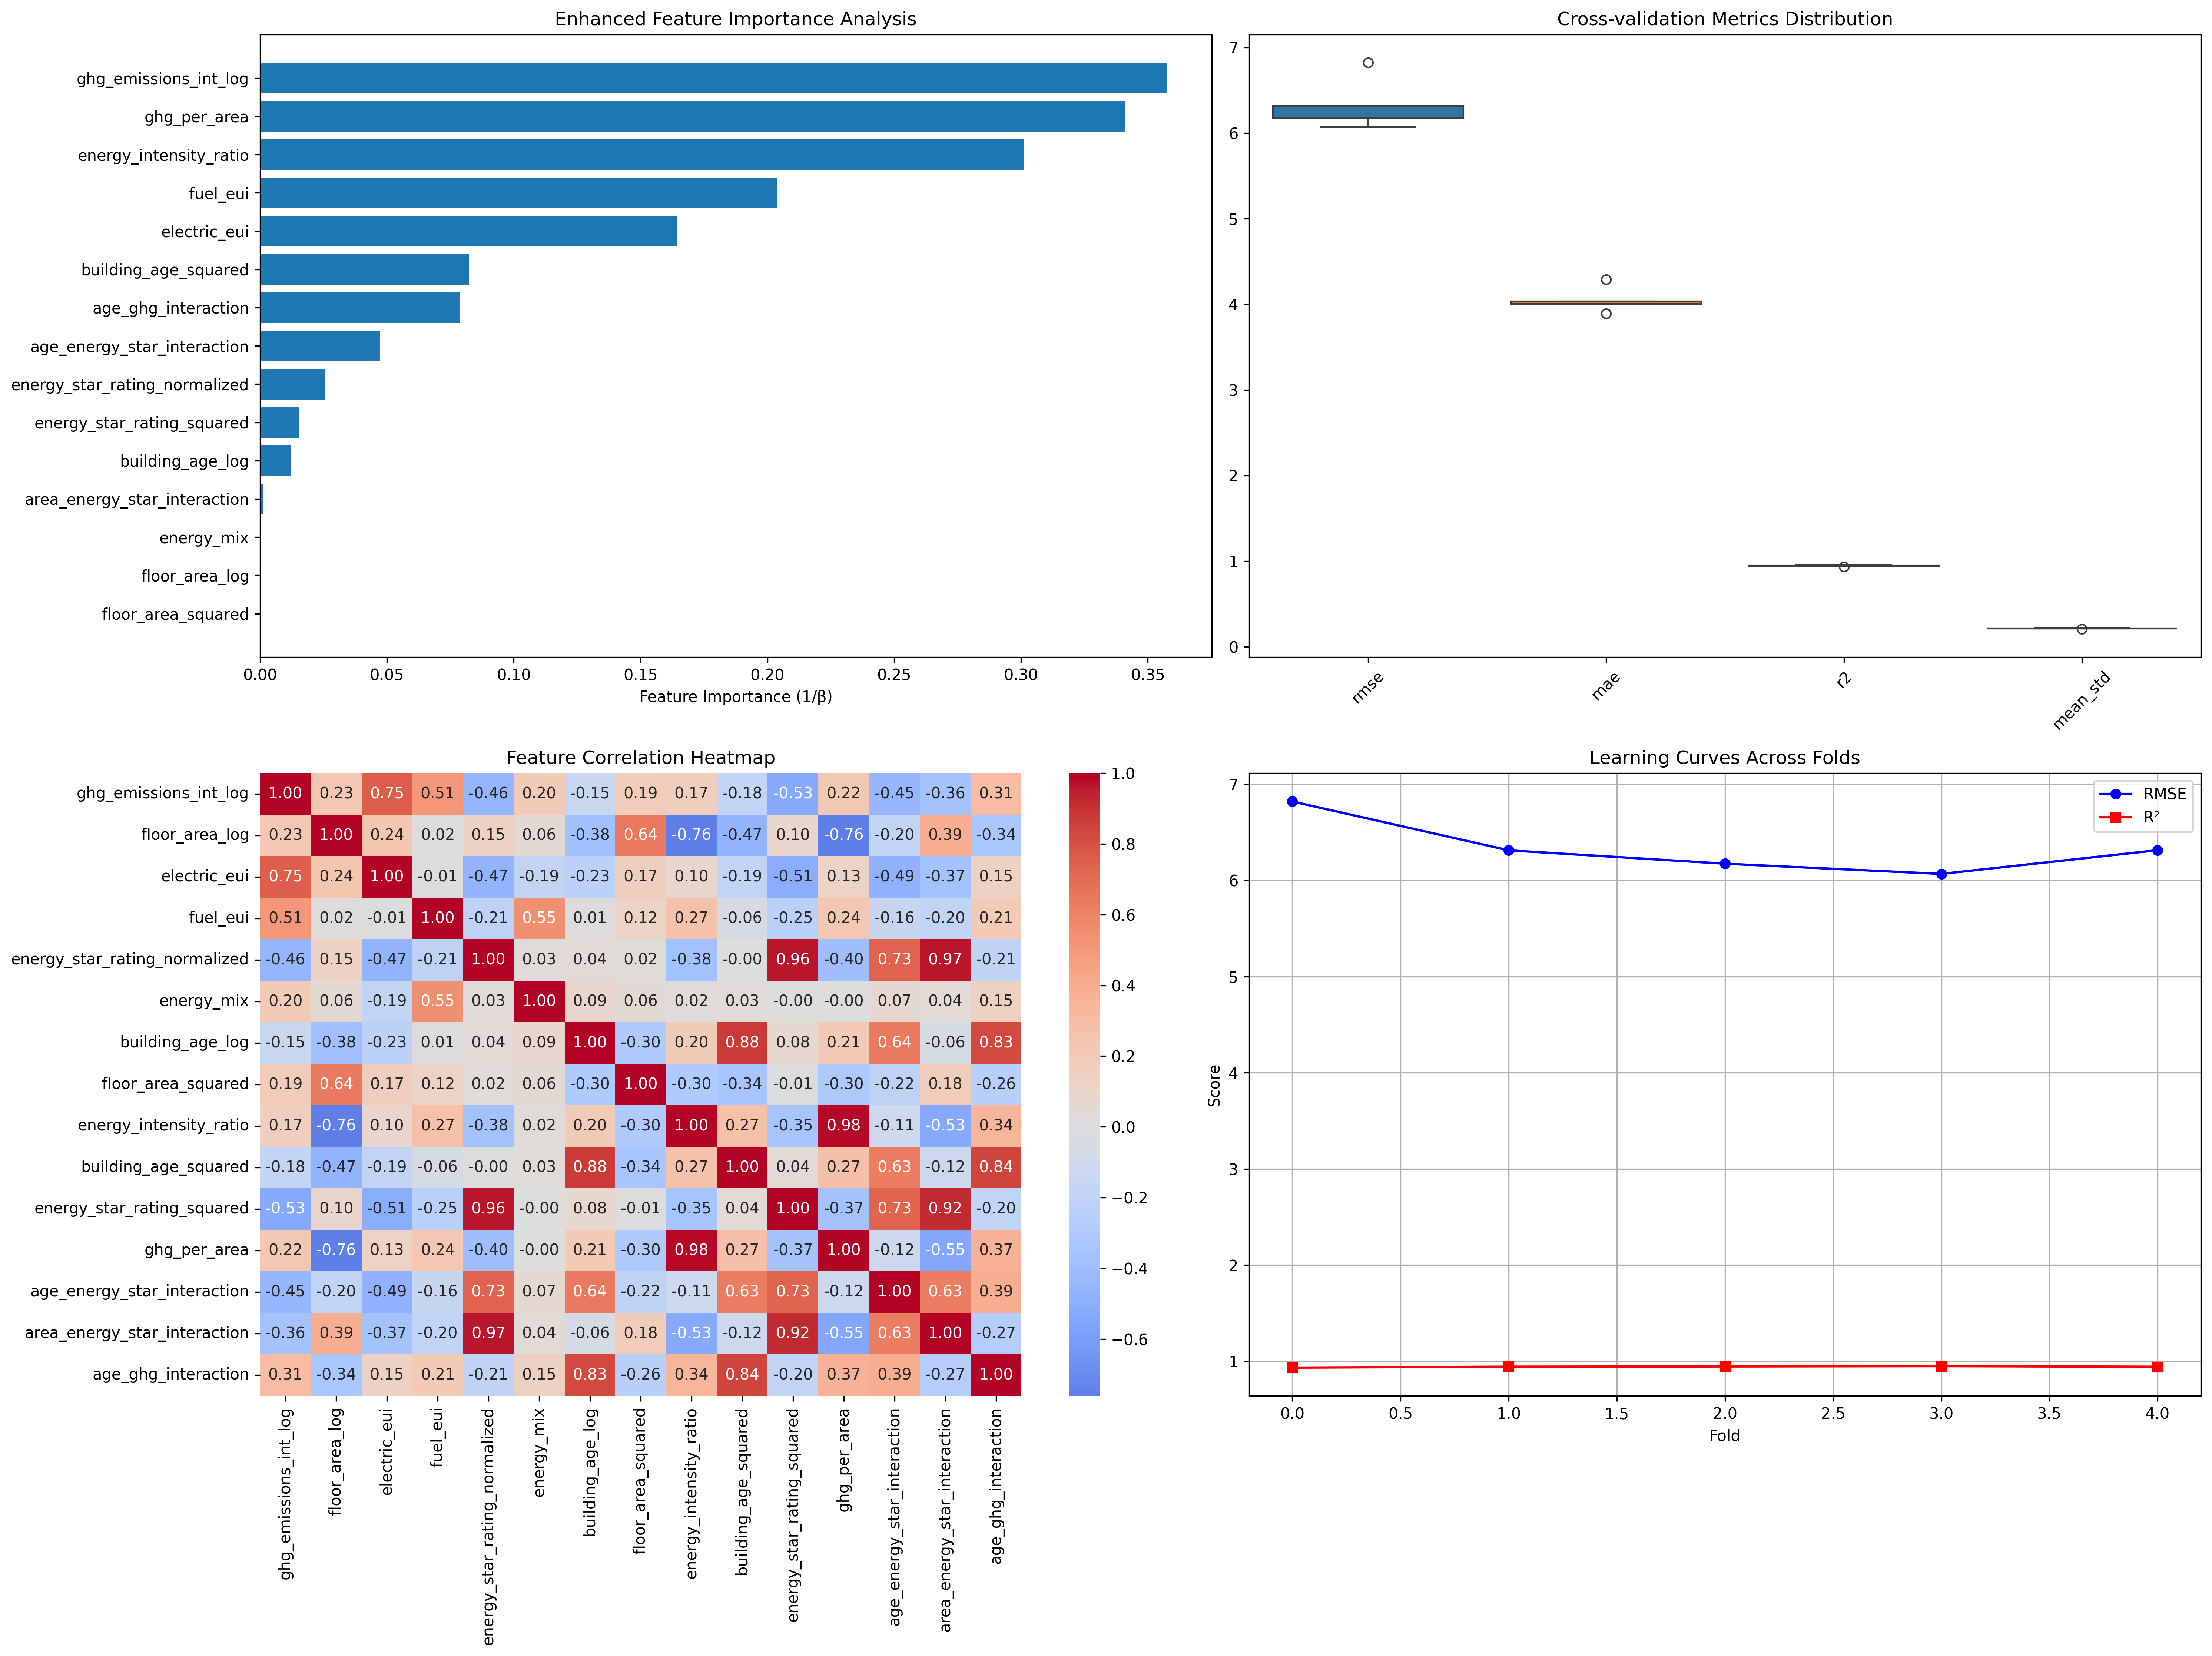 Enhanced Feature Importance Analysis
ghg_emissions_int_log
ghg_per_area
energy_intensity_ratio
fuel_eui
electric_eui
building_age_squared
age_ghg_interaction
age_energy_star_interaction
energy_star_rating_normalized
energy_star_rating_squared
building_age_log
area_energy_star_interaction
energy_mix
floor_area_log
floor_area_squared
0.00 0.05 0.10 0.15 0.20 0.25 0.30 0.35
Feature Importance (1/β)
Cross-validation Metrics Distribution
7
6
5
4
3
2
1
0
rmse mae r2 mean_std
Feature Correlation Heatmap
ghg_emissions_int_log 1.00 0.23 0.75 0.51 -0.46 0.20 -0.15 0.19 0.17 -0.18 -0.53 0.22 -0.45 -0.36 0.31
floor_area_log 0.23 1.00 0.24 0.02 0.15 0.06 -0.38 0.64 -0.76 -0.47 0.10 -0.76 -0.20 0.39 -0.34
electric_eui 0.75 0.24 1.00 -0.01 -0.47 -0.19 -0.23 0.17 0.10 -0.19 -0.51 0.13 -0.49 -0.37 0.15
fuel_eui 0.51 0.02 -0.01 1.00 -0.21 0.55 0.01 0.12 0.27 -0.06 -0.25 0.24 -0.16 -0.20 0.21
energy_star_rating_normalized -0.46 0.15 -0.47 -0.21 1.00 0.03 0.04 0.02 -0.38 -0.00 0.96 -0.40 0.73 0.97 -0.21
energy_mix 0.20 0.06 -0.19 0.55 0.03 1.00 0.09 0.06 0.02 0.03 -0.00 -0.00 0.07 0.04 0.15
building_age_log -0.15 -0.38 -0.23 0.01 0.04 0.09 1.00 -0.30 0.20 0.88 0.08 0.21 0.64 -0.06 0.83
floor_area_squared 0.19 0.64 0.17 0.12 0.02 0.06 -0.30 1.00 -0.30 -0.34 -0.01 -0.30 -0.22 0.18 -0.26
energy_intensity_ratio 0.17 -0.76 0.10 0.27 -0.38 0.02 0.20 -0.30 1.00 0.27 -0.35 0.98 -0.11 -0.53 0.34
building_age_squared -0.18 -0.47 -0.19 -0.06 -0.00 0.03 0.88 -0.34 0.27 1.00 0.04 0.27 0.63 -0.12 0.84
energy_star_rating_squared -0.53 0.10 -0.51 -0.25 0.96 -0.00 0.08 -0.01 -0.35 0.04 1.00 -0.37 0.73 0.92 -0.20
ghg_per_area 0.22 -0.76 0.13 0.24 -0.40 -0.00 0.21 -0.30 0.98 0.27 -0.37 1.00 -0.12 -0.55 0.37
age_energy_star_interaction -0.45 -0.20 -0.49 -0.16 0.73 0.07 0.64 -0.22 -0.11 0.63 0.73 -0.12 1.00 0.63 0.39
area_energy_star_interaction -0.36 0.39 -0.37 -0.20 0.97 0.04 -0.06 0.18 -0.53 -0.12 0.92 -0.55 0.63 1.00 -0.27
age_ghg_interaction 0.31 -0.34 0.15 0.21 -0.21 0.15 0.83 -0.26 0.34 0.84 -0.20 0.37 0.39 -0.27 1.00
ghg_emissions_int_log
floor_area_log
electric_eui
fuel_eui
energy_star_rating_normalized
energy_mix
building_age_log
floor_area_squared
energy_intensity_ratio
building_age_squared
energy_star_rating_squared
ghg_per_area
age_energy_star_interaction
area_energy_star_interaction
age_ghg_interaction
1.0
0.8
0.6
0.4
0.2
0.0
−0.2
−0.4
−0.6
Learning Curves Across Folds
RMSE
R²
7
6
5
4
3
2
1
Score
0.0 0.5 1.0 1.5 2.0 2.5 3.0 3.5 4.0
Fold